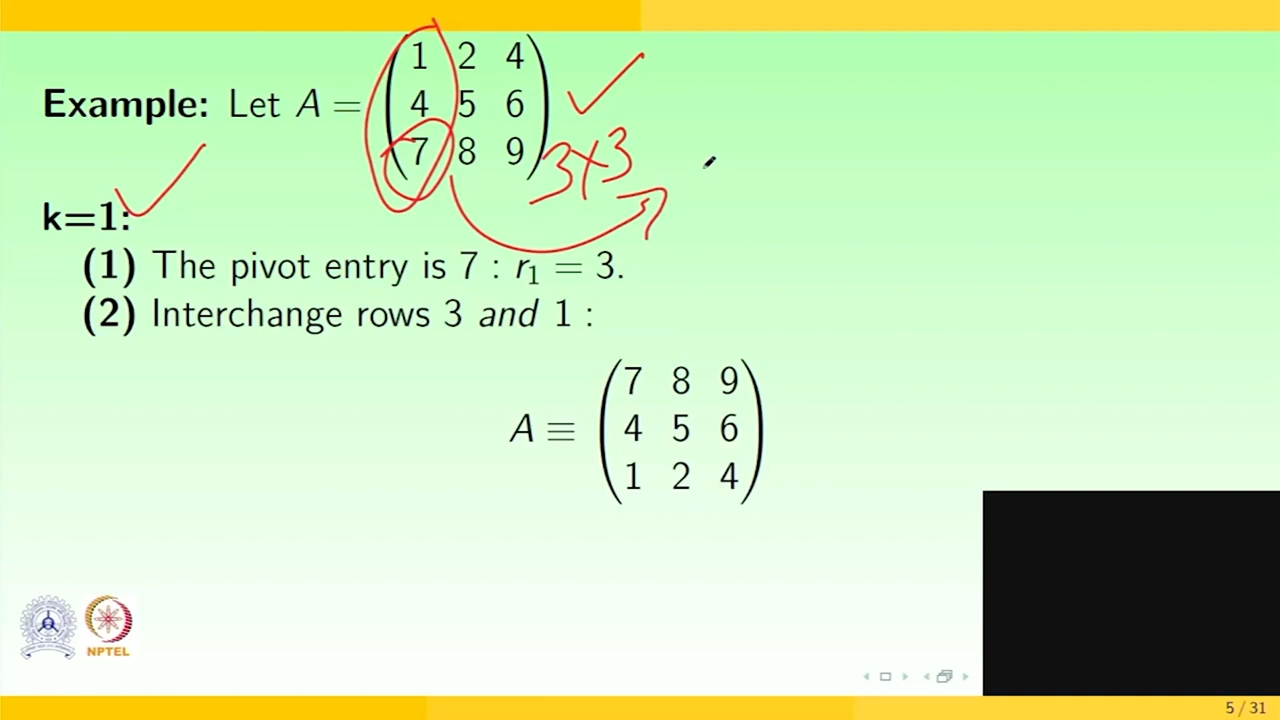 Example: Let A = ( 1 2 4
4 5 6
7 8 9 )
3×3
k=1:
(1) The pivot entry is 7 : r₁ = 3.
(2) Interchange rows 3 and 1 :
A ≡ ( 7 8 9
4 5 6
1 2 4 )
NPTEL
5 / 31